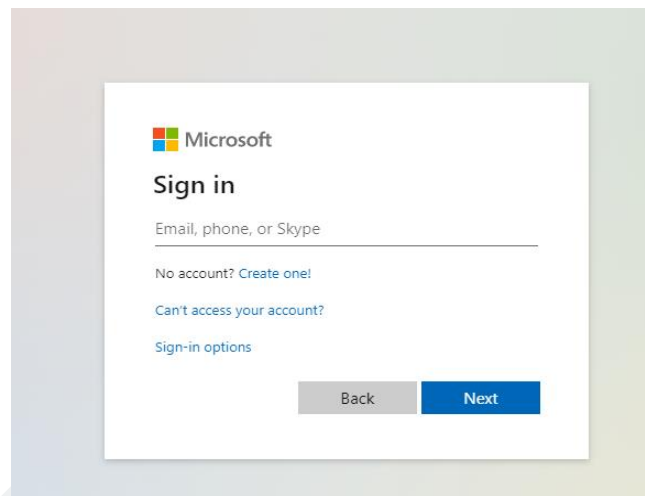 Microsoft
Sign in
Email, phone, or Skype
No account? Create one!
Can't access your account?
Sign-in options
Back Next